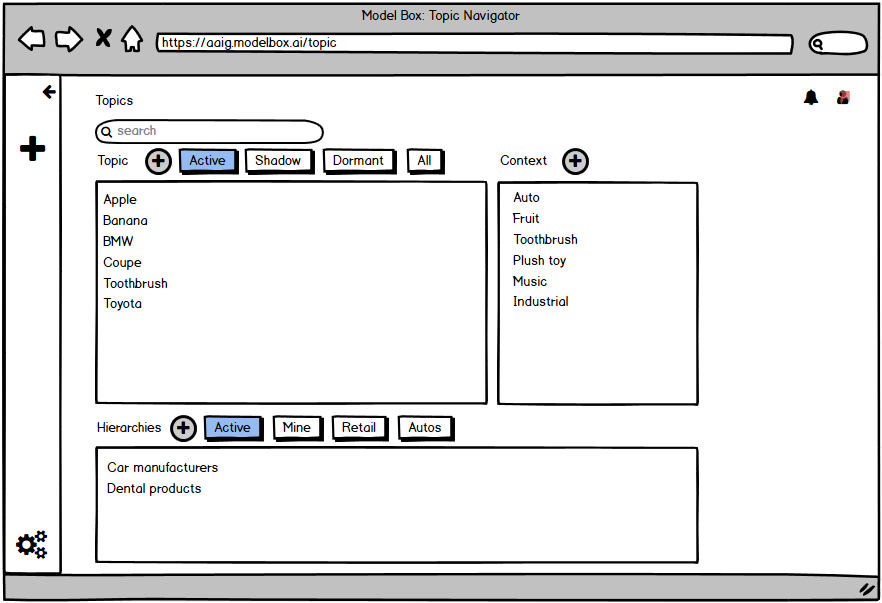 Model Box: Topic Navigator
https://aaig.modelbox.ai/topic
Topics
search
Topic Active Shadow Dormant All Context
Apple
Banana
BMW
Coupe
Toothbrush
Toyota
Auto
Fruit
Toothbrush
Plush toy
Music
Industrial
Hierarchies Active Mine Retail Autos
Car manufacturers
Dental products